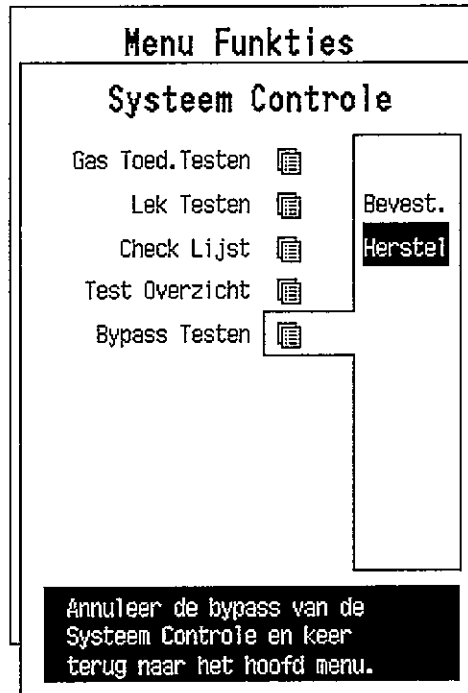 Menu Funkties
Systeem Controle
Gas Toed.Testen
Lek Testen
Bevest.
Check Lijst
Herstel
Test Overzicht
Bypass Testen
Annuleer de bypass van de
Systeem Controle en keer
terug naar het hoofd menu.